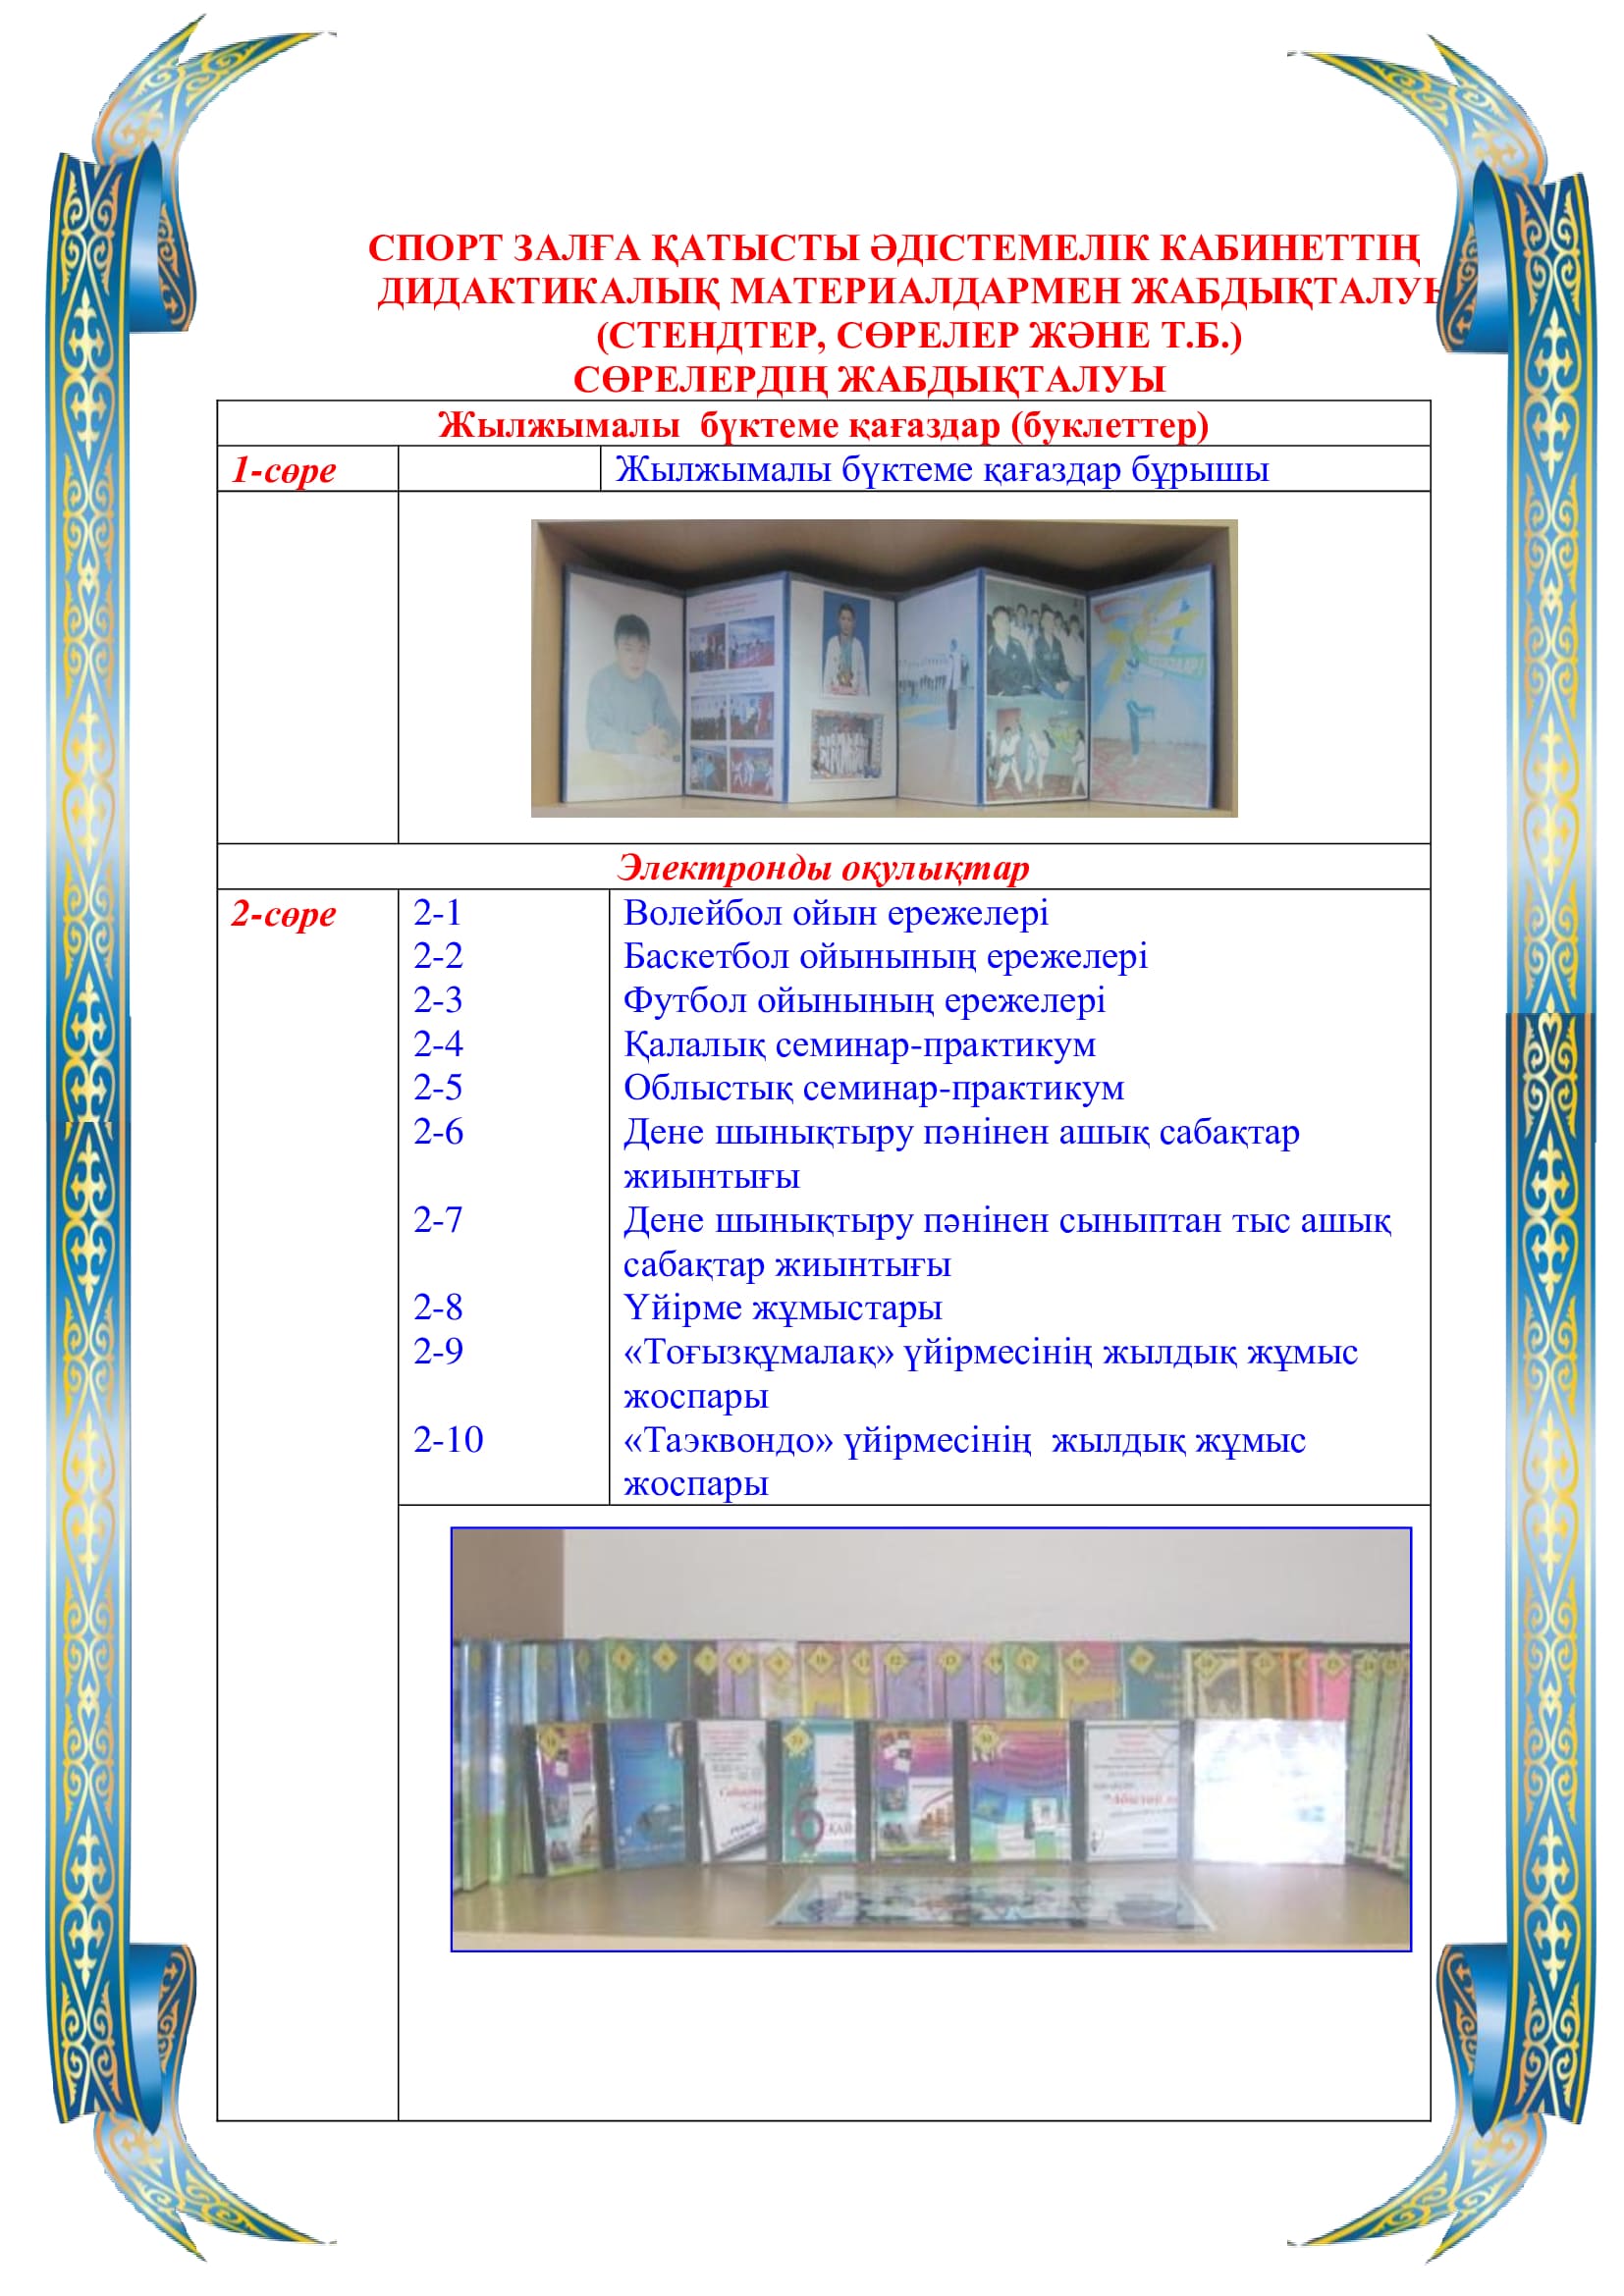 СПОРТ ЗАЛҒА ҚАТЫСТЫ ӘДІСТЕМЕЛІК КАБИНЕТТІҢ
ДИДАКТИКАЛЫҚ МАТЕРИАЛДАРМЕН ЖАБДЫҚТАЛУЫ
(СТЕНДТЕР, СӨРЕЛЕР ЖӘНЕ Т.Б.)
СӨРЕЛЕРДІҢ ЖАБДЫҚТАЛУЫ
Жылжымалы бүктеме қағаздар (буклеттер)
1-сөре Жылжымалы бүктеме қағаздар бұрышы
Электронды оқулықтар
2-сөре 2-1 Волейбол ойын ережелері
2-2 Баскетбол ойынының ережелері
2-3 Футбол ойынының ережелері
2-4 Қалалық семинар-практикум
2-5 Облыстық семинар-практикум
2-6 Дене шынықтыру пәнінен ашық сабақтар
жиынтығы
2-7 Дене шынықтыру пәнінен сыныптан тыс ашық
сабақтар жиынтығы
2-8 Үйірме жұмыстары
2-9 «Тоғызқұмалақ» үйірмесінің жылдық жұмыс
жоспары
2-10 «Таэквондо» үйірмесінің жылдық жұмыс
жоспары